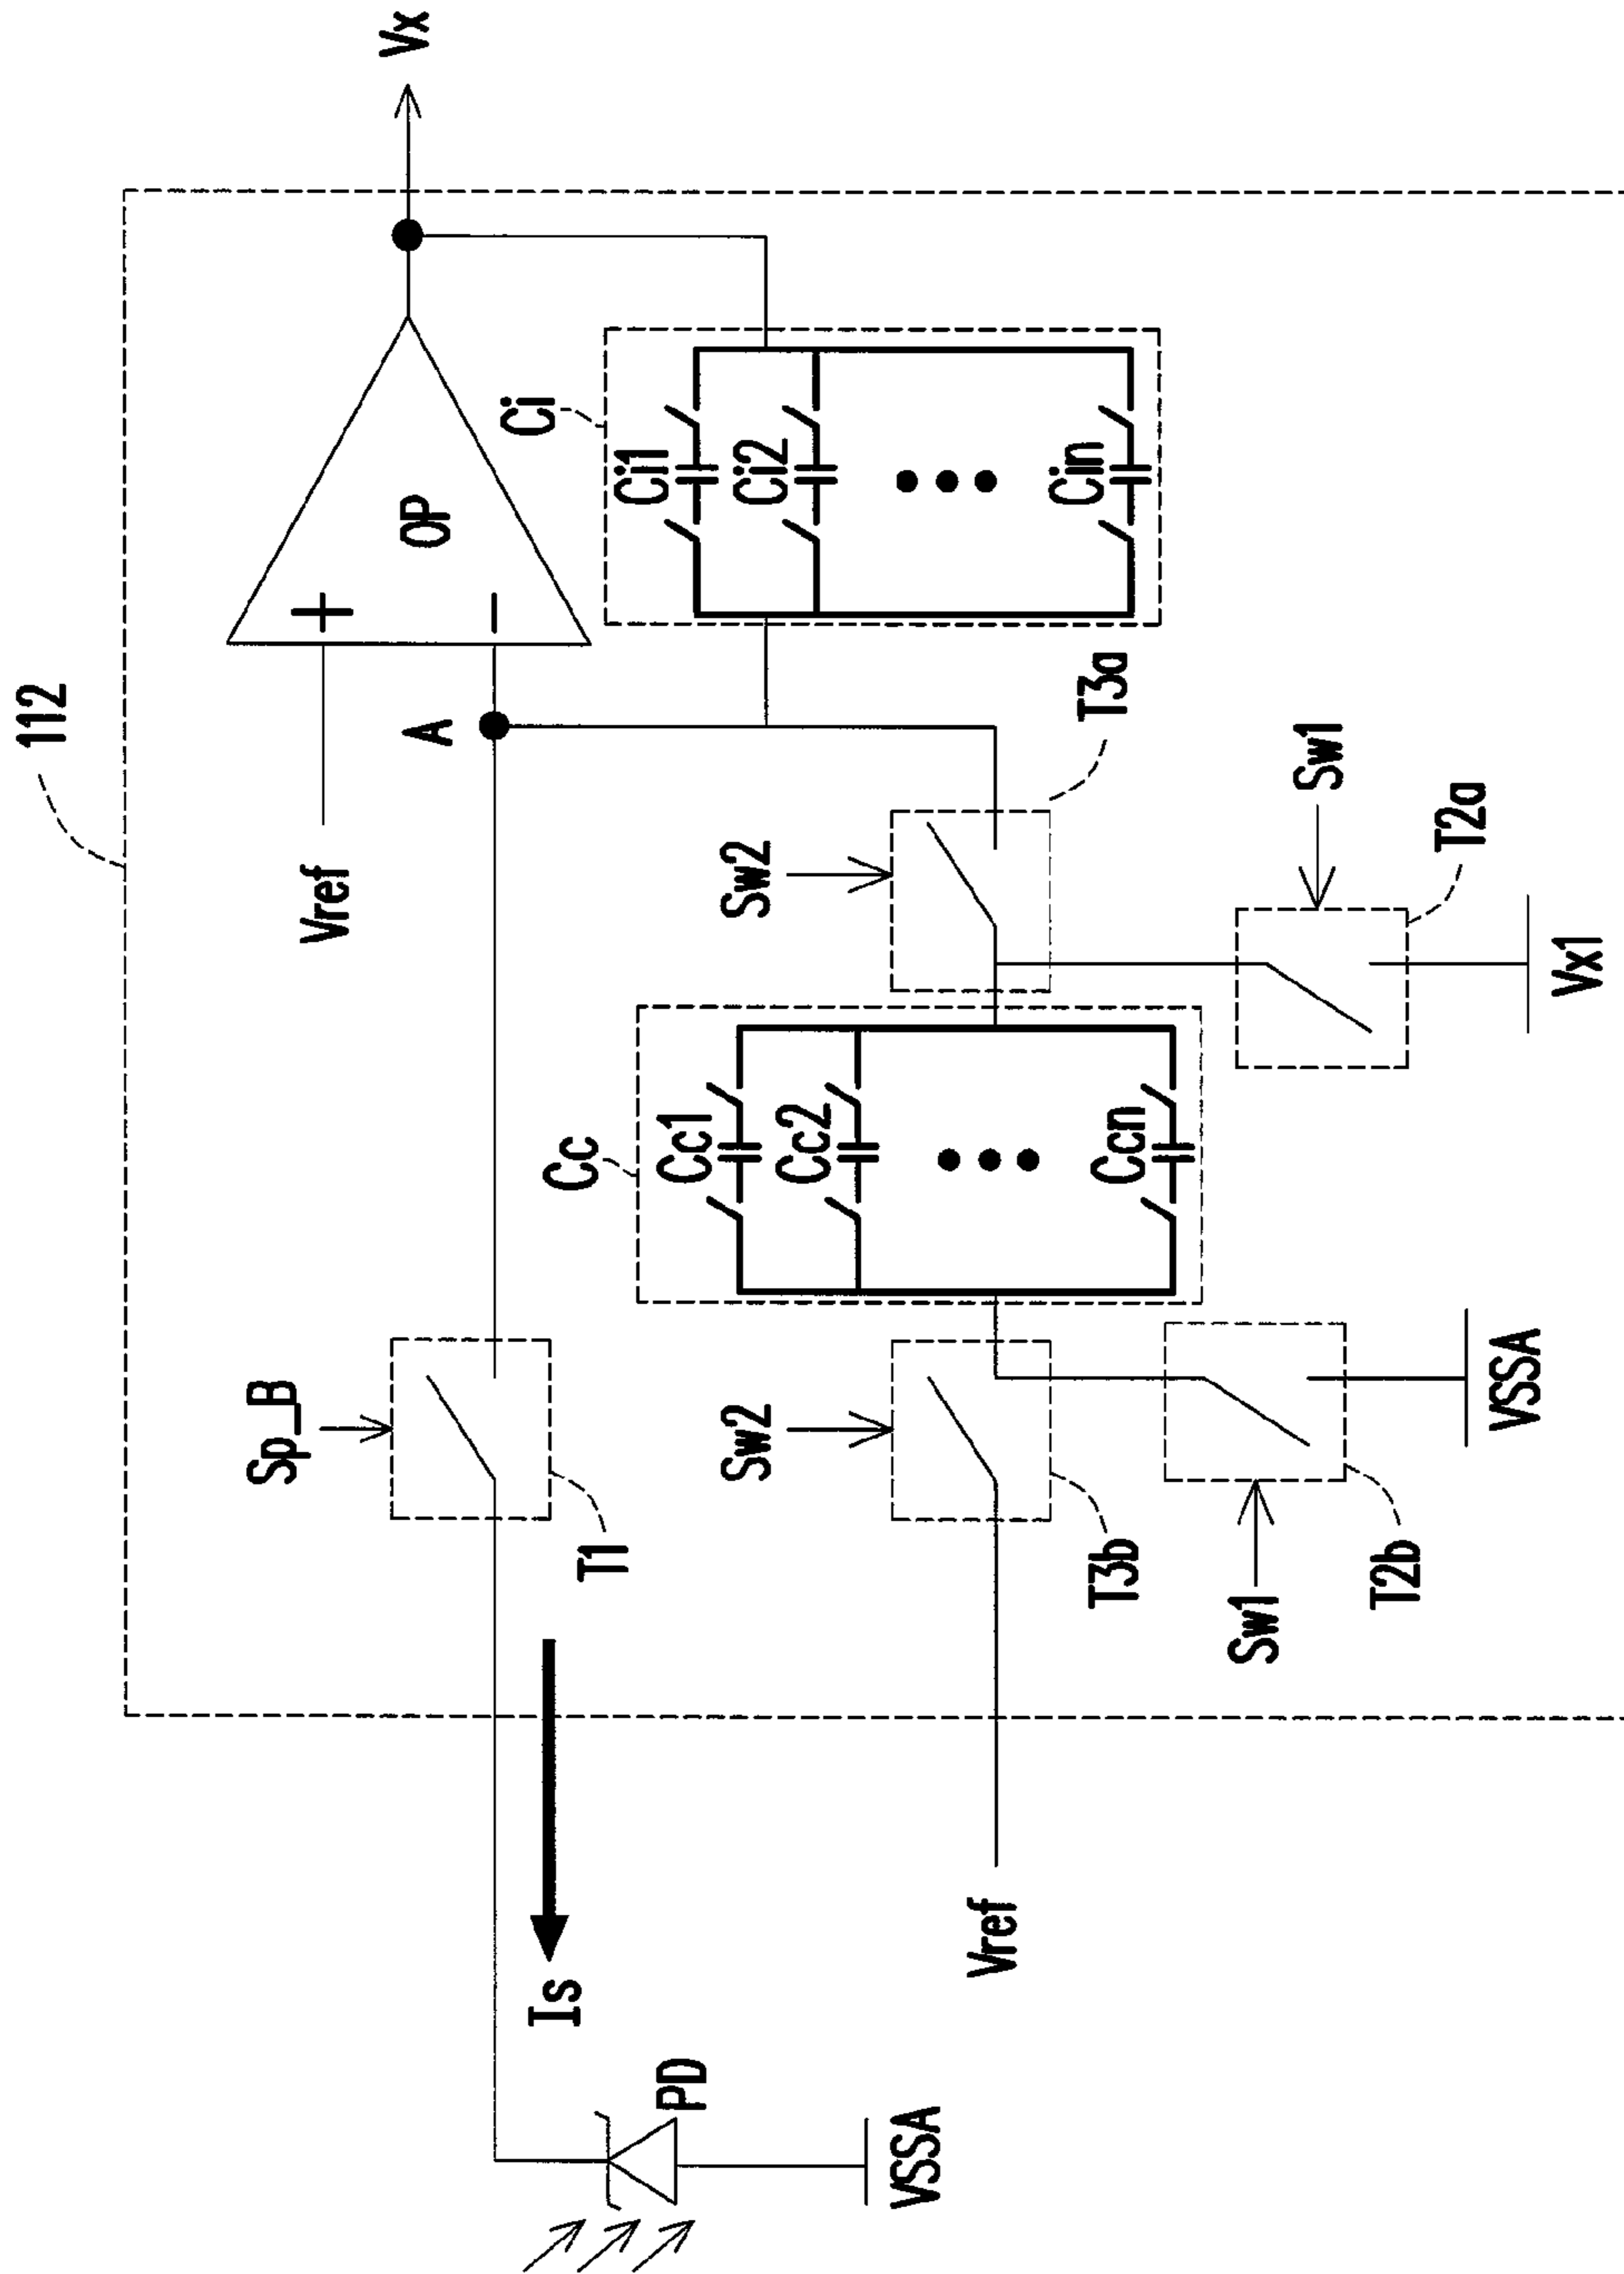 112
Vx
Vref
+
OP
−
A
Sp_B
T1
Is
PD
VSSA
Ci
Ci1
Ci2
Cin
Sw2
T3a
Cc
Cc1
Cc2
Ccn
Sw2
T3b
Vref
Sw1
T2a
Vx1
Sw1
T2b
VSSA